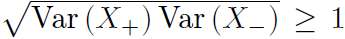 √(Var (X₊) Var (X₋)) ≥ 1